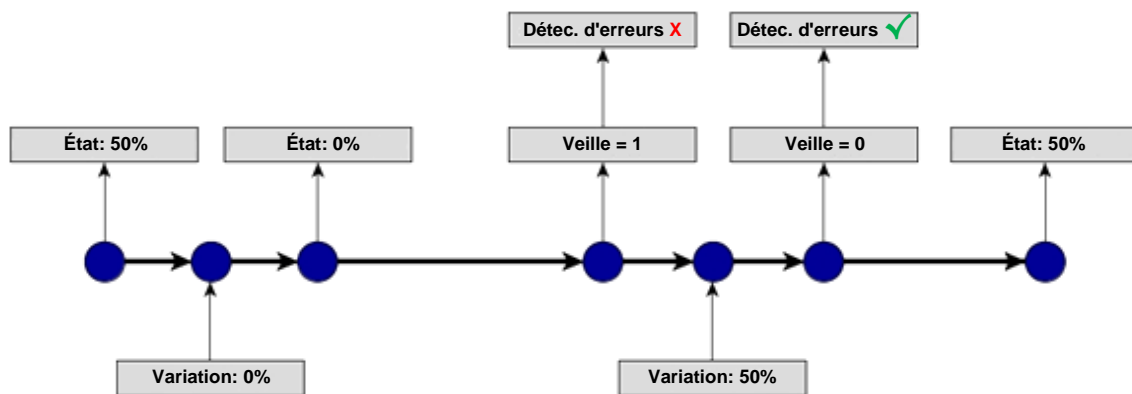 Détec. d'erreurs X
Détec. d'erreurs ✓
État: 50%
État: 0%
Veille = 1
Veille = 0
État: 50%
Variation: 0%
Variation: 50%